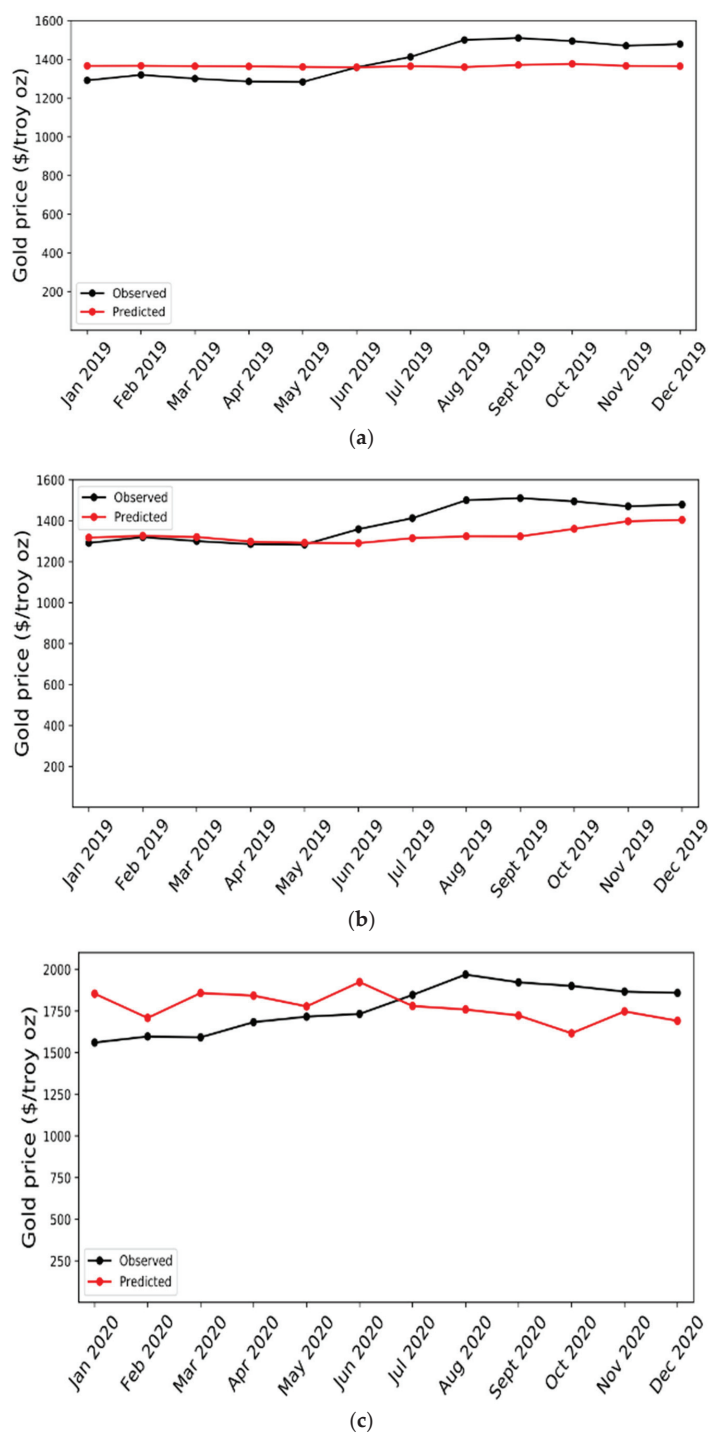 1600
1400
1200
1000
800
600
400
200
Gold price ($/troy oz)
Observed
Predicted
Jan 2019
Feb 2019
Mar 2019
Apr 2019
May 2019
Jun 2019
Jul 2019
Aug 2019
Sept 2019
Oct 2019
Nov 2019
Dec 2019
(a)
1600
1400
1200
1000
800
600
400
200
Gold price ($/troy oz)
Observed
Predicted
Jan 2019
Feb 2019
Mar 2019
Apr 2019
May 2019
Jun 2019
Jul 2019
Aug 2019
Sept 2019
Oct 2019
Nov 2019
Dec 2019
(b)
2000
1750
1500
1250
1000
750
500
250
Gold price ($/troy oz)
Observed
Predicted
Jan 2020
Feb 2020
Mar 2020
Apr 2020
May 2020
Jun 2020
Jul 2020
Aug 2020
Sept 2020
Oct 2020
Nov 2020
Dec 2020
(c)